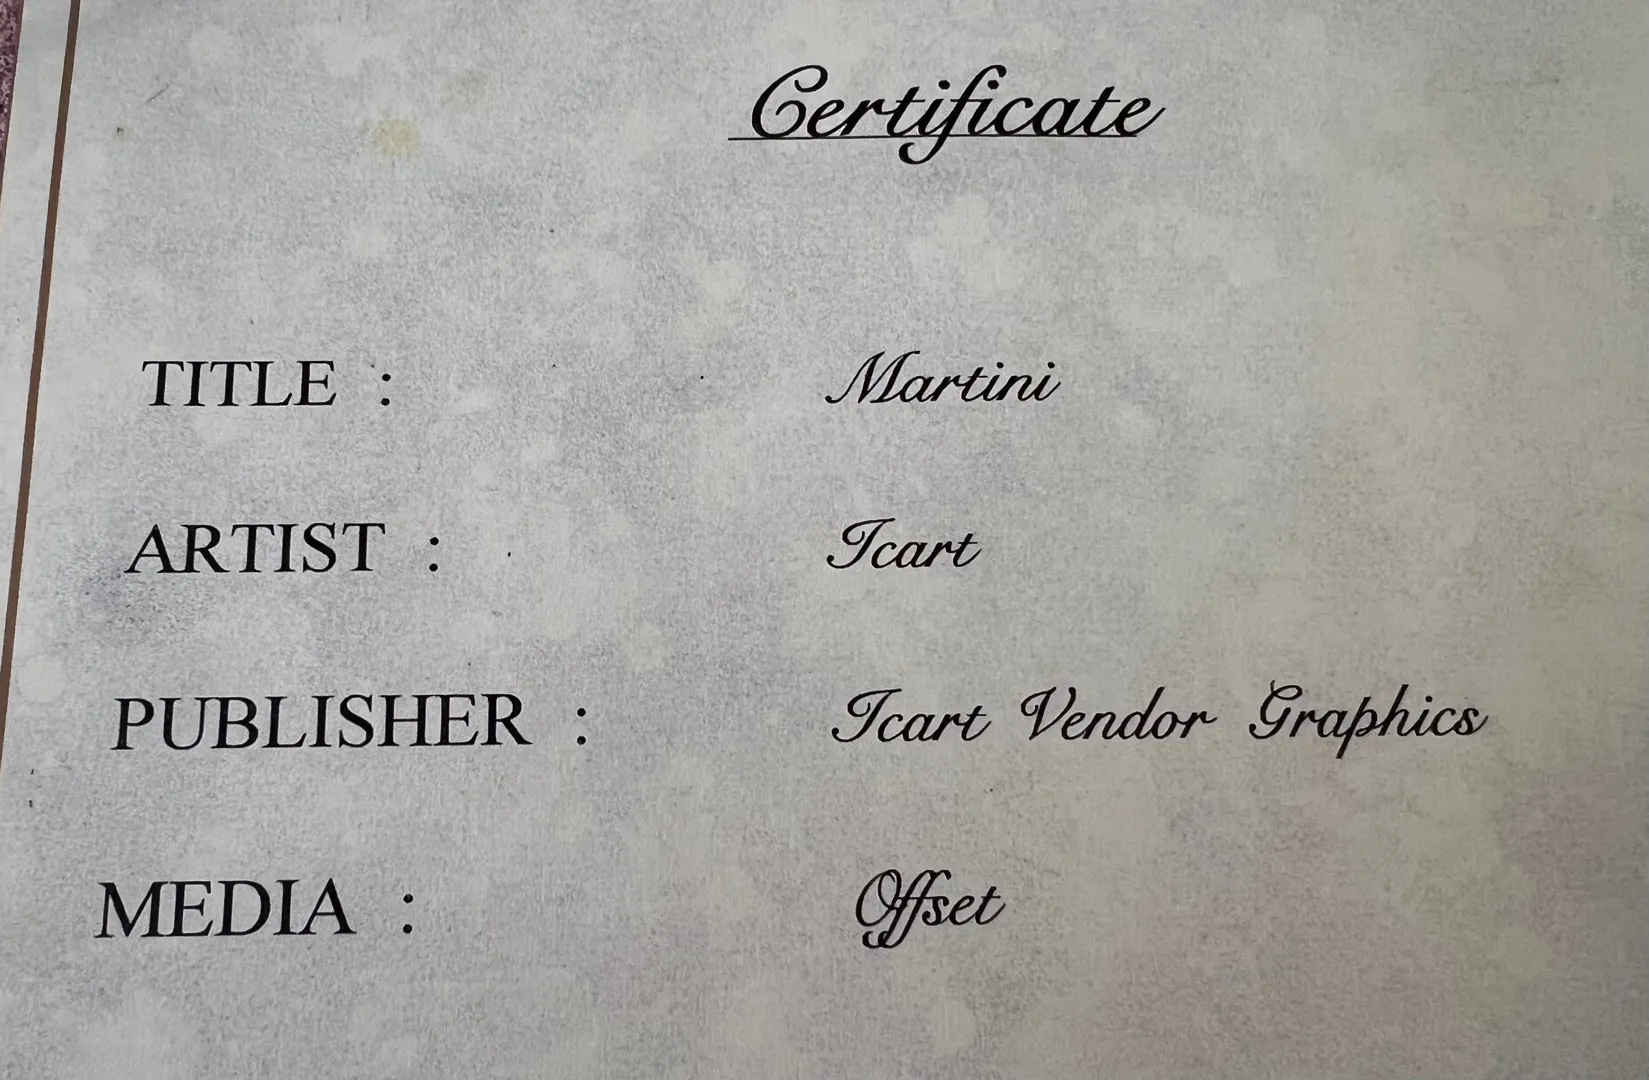 Certificate
TITLE : Martini
ARTIST : Icart
PUBLISHER : Icart Vendor Graphics
MEDIA : Offset